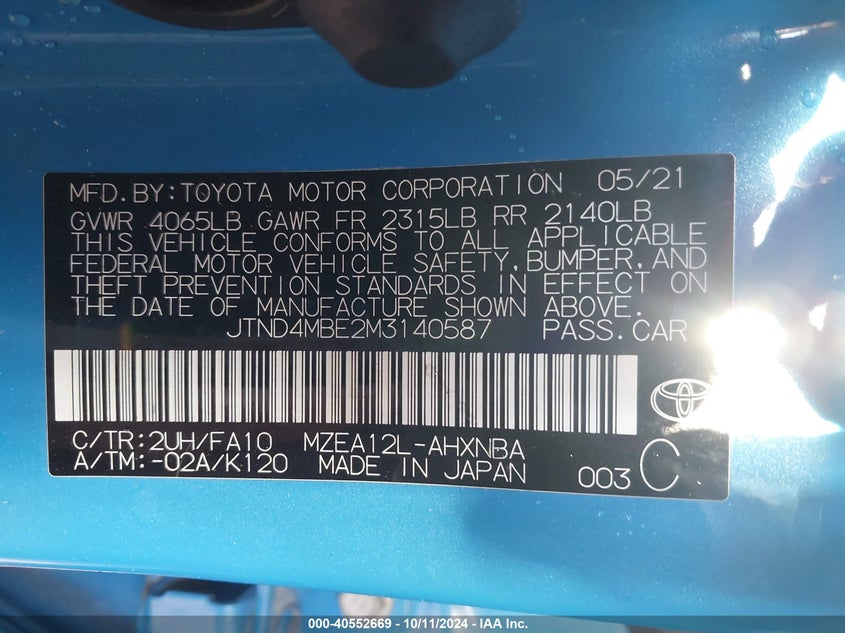 MFD.BY:TOYOTA MOTOR CORPORATION 05/21
GVWR 4065LB GAWR FR 2315LB RR 2140LB
THIS VEHICLE CONFORMS TO ALL APPLICABLE
FEDERAL MOTOR VEHICLE SAFETY,BUMPER,AND
THEFT PREVENTION STANDARDS IN EFFECT ON
THE DATE OF MANUFACTURE SHOWN ABOVE.
JTND4MBE2M3140587 PASS.CAR
C/TR:2UH/FA10 MZEA12L-AHXNBA
A/TM:-02A/K120 MADE IN JAPAN 003 C
000-40552669 - 10/11/2024 - IAA Inc.